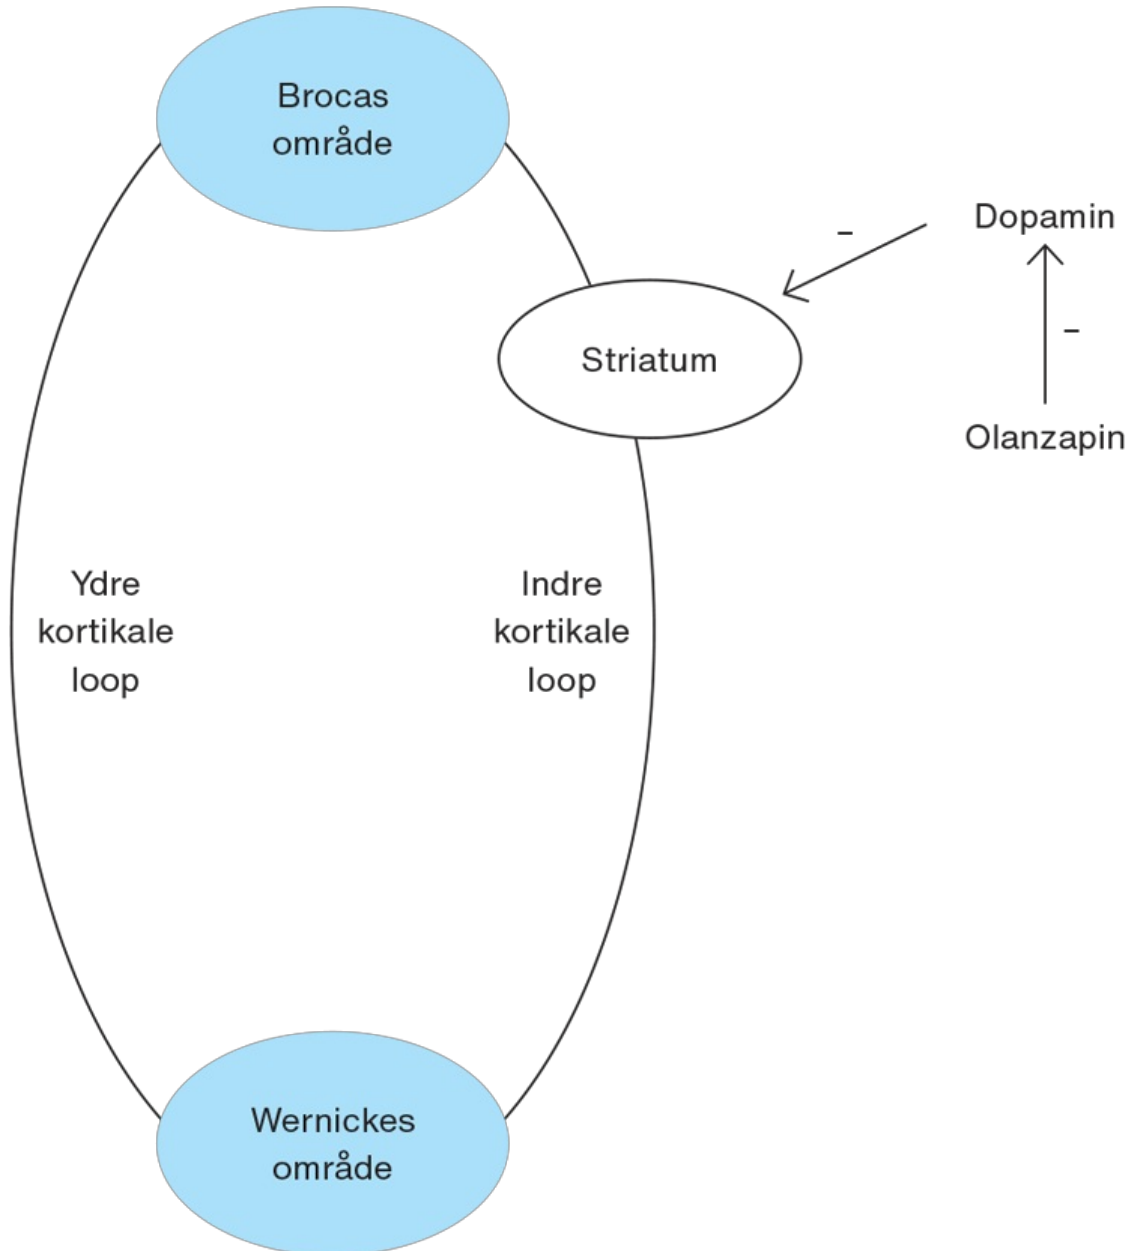 Brocas
område
Dopamin
–
Striatum
–
Olanzapin
Ydre
kortikale
loop
Indre
kortikale
loop
Wernickes
område